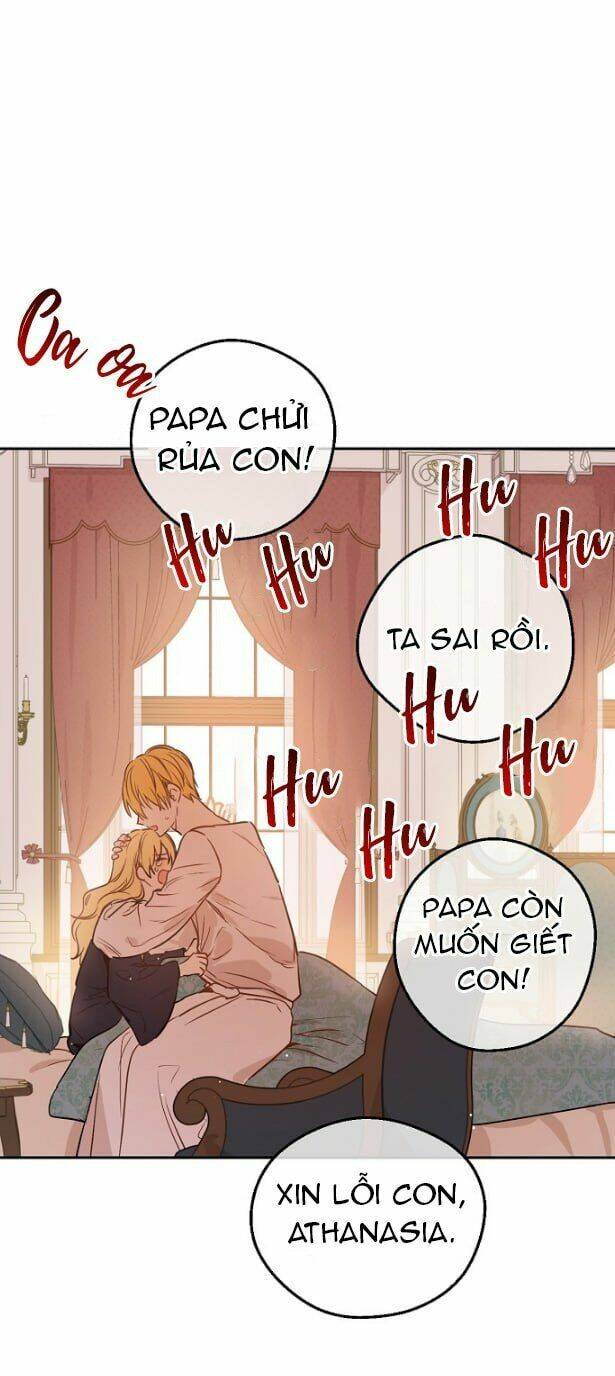 Oa oa
PAPA CHỬI
RỦA CON!
Hu
Hu
Hu
Hu
TA SAI RỒI.
Hu
Hu
Hu
Hu
PAPA CÒN
MUỐN GIẾT
CON!
XIN LỖI CON,
ATHANASIA.